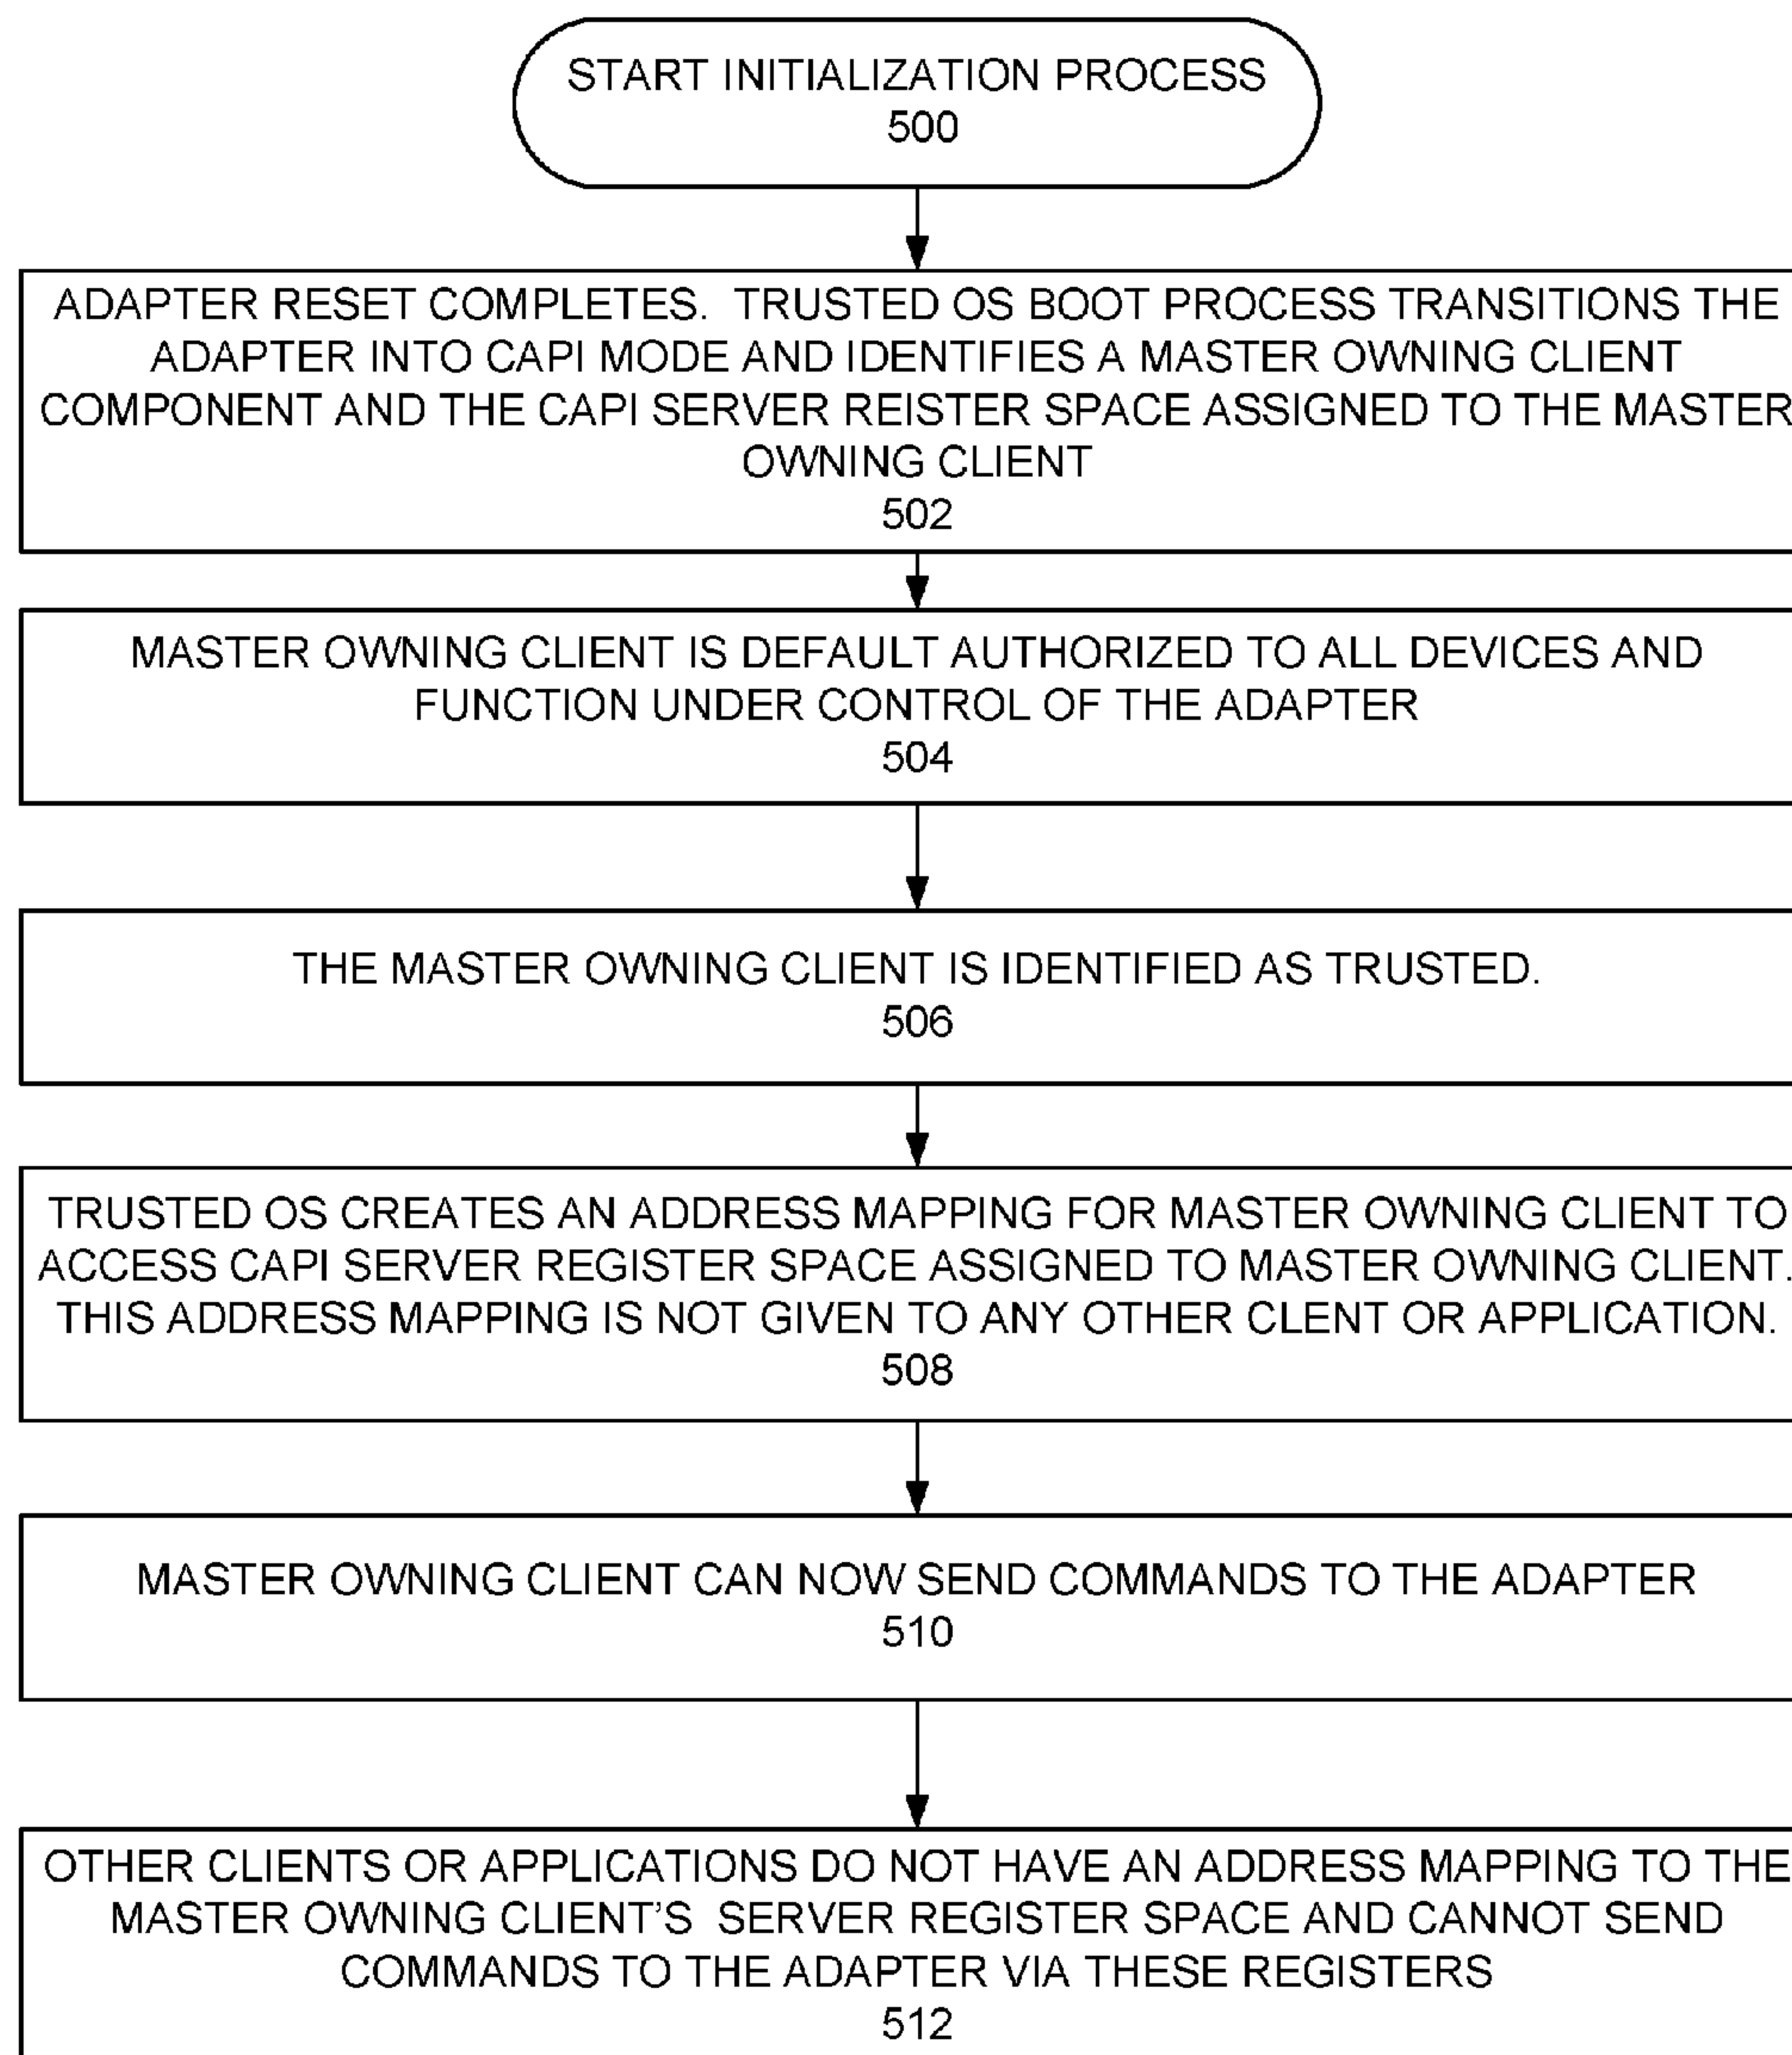 START INITIALIZATION PROCESS
500
ADAPTER RESET COMPLETES. TRUSTED OS BOOT PROCESS TRANSITIONS THE
ADAPTER INTO CAPI MODE AND IDENTIFIES A MASTER OWNING CLIENT
COMPONENT AND THE CAPI SERVER REISTER SPACE ASSIGNED TO THE MASTER
OWNING CLIENT
502
MASTER OWNING CLIENT IS DEFAULT AUTHORIZED TO ALL DEVICES AND
FUNCTION UNDER CONTROL OF THE ADAPTER
504
THE MASTER OWNING CLIENT IS IDENTIFIED AS TRUSTED.
506
TRUSTED OS CREATES AN ADDRESS MAPPING FOR MASTER OWNING CLIENT TO
ACCESS CAPI SERVER REGISTER SPACE ASSIGNED TO MASTER OWNING CLIENT.
THIS ADDRESS MAPPING IS NOT GIVEN TO ANY OTHER CLENT OR APPLICATION.
508
MASTER OWNING CLIENT CAN NOW SEND COMMANDS TO THE ADAPTER
510
OTHER CLIENTS OR APPLICATIONS DO NOT HAVE AN ADDRESS MAPPING TO THE
MASTER OWNING CLIENT'S SERVER REGISTER SPACE AND CANNOT SEND
COMMANDS TO THE ADAPTER VIA THESE REGISTERS
512